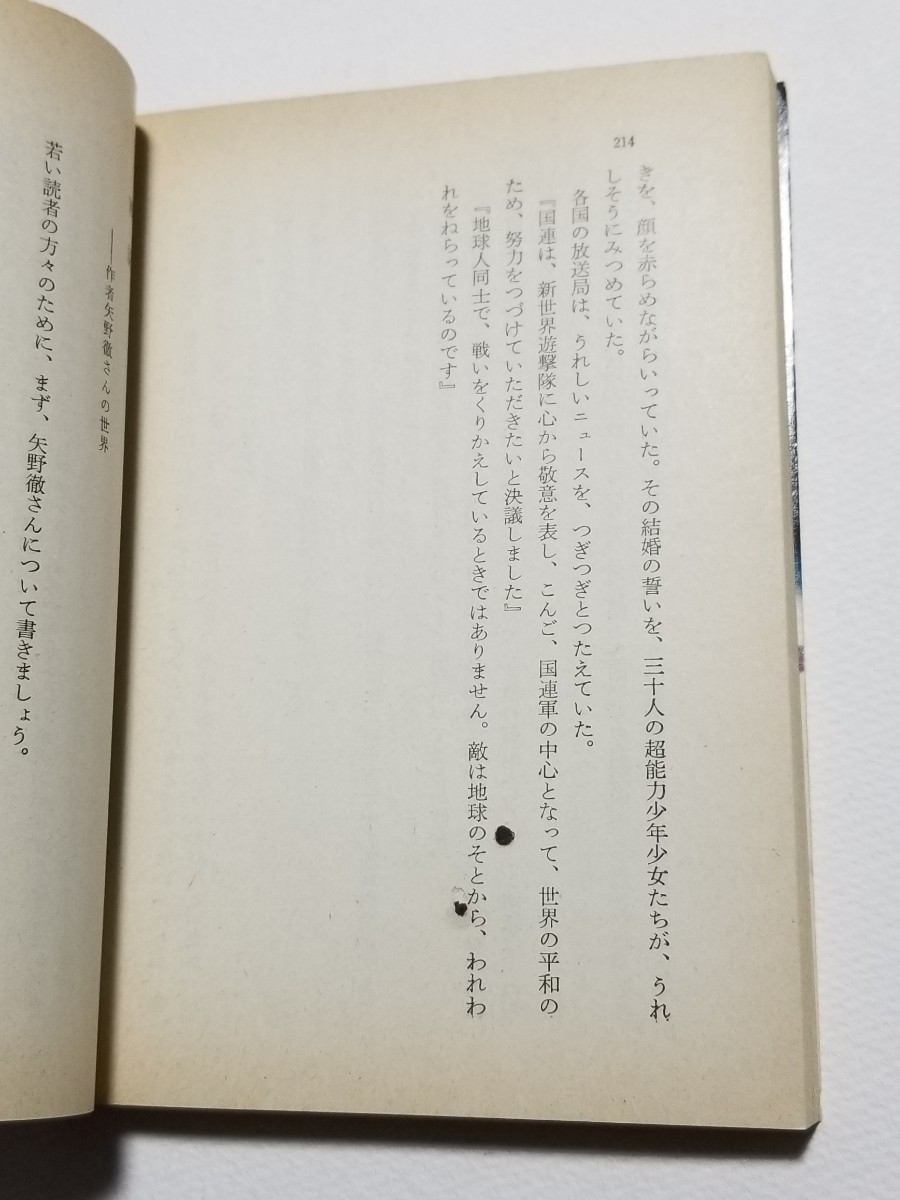 214
きを、顔を赤らめながらいっていた。その結婚の誓いを、三十人の超能力少年少女たちが、うれ
しそうにみつめていた。
各国の放送局は、うれしいニュースを、つぎつぎとつたえていた。
『国連は、新世界遊撃隊に心から敬意を表し、こんご、国連軍の中心となって、世界の平和の
ため、努力をつづけていただきたいと決議しました』
『地球人同士で、戦いをくりかえしているときではありません。敵は地球のそとから、われわ
れをねらっているのです』
――作者矢野徹さんの世界
若い読者の方々のために、まず、矢野徹さんについて書きましょう。